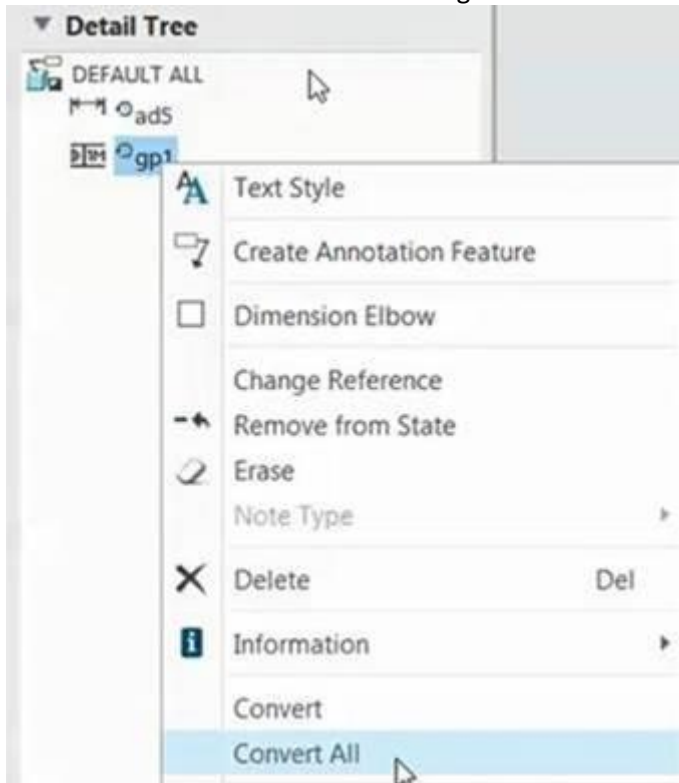 Detail Tree
DEFAULT ALL
ad5
gp1
Text Style
Create Annotation Feature
Dimension Elbow
Change Reference
Remove from State
Erase
Note Type
Delete Del
Information
Convert
Convert All